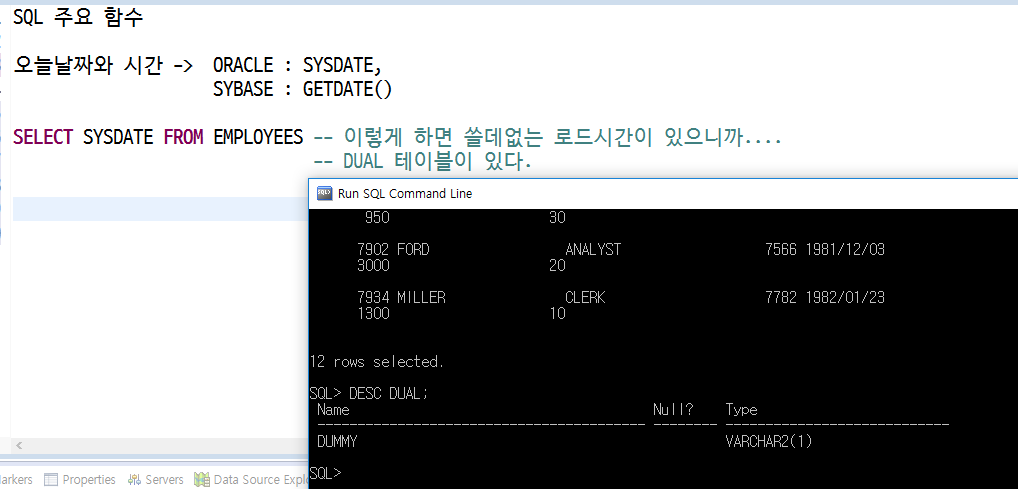 SQL 주요 함수
오늘날짜와 시간 -> ORACLE : SYSDATE,
SYBASE : GETDATE()
SELECT SYSDATE FROM EMPLOYEES -- 이렇게 하면 쓸데없는 로드시간이 있으니까....
-- DUAL 테이블이 있다.
Run SQL Command Line
950 30
7902 FORD ANALYST 7566 1981/12/03
3000 20
7934 MILLER CLERK 7782 1982/01/23
1300 10
12 rows selected.
SQL> DESC DUAL;
Name Null? Type
----------------------------------------- -------- ----------------------------
DUMMY VARCHAR2(1)
SQL>
arkers Properties Servers Data Source Explo